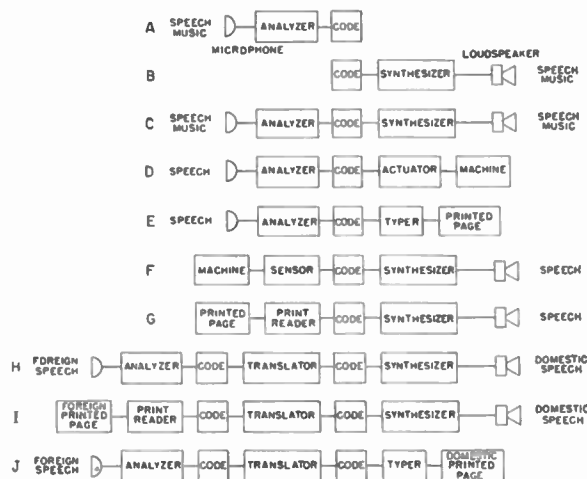 A SPEECH MUSIC MICROPHONE ANALYZER CODE
B CODE SYNTHESIZER LOUDSPEAKER SPEECH MUSIC
C SPEECH MUSIC ANALYZER CODE SYNTHESIZER SPEECH MUSIC
D SPEECH ANALYZER CODE ACTUATOR MACHINE
E SPEECH ANALYZER CODE TYPER PRINTED PAGE
F MACHINE SENSOR CODE SYNTHESIZER SPEECH
G PRINTED PAGE PRINT READER CODE SYNTHESIZER SPEECH
H FOREIGN SPEECH ANALYZER CODE TRANSLATOR CODE SYNTHESIZER DOMESTIC SPEECH
I FOREIGN PRINTED PAGE PRINT READER CODE TRANSLATOR CODE SYNTHESIZER DOMESTIC SPEECH
J FOREIGN SPEECH ANALYZER CODE TRANSLATOR CODE TYPER DOMESTIC PRINTED PAGE